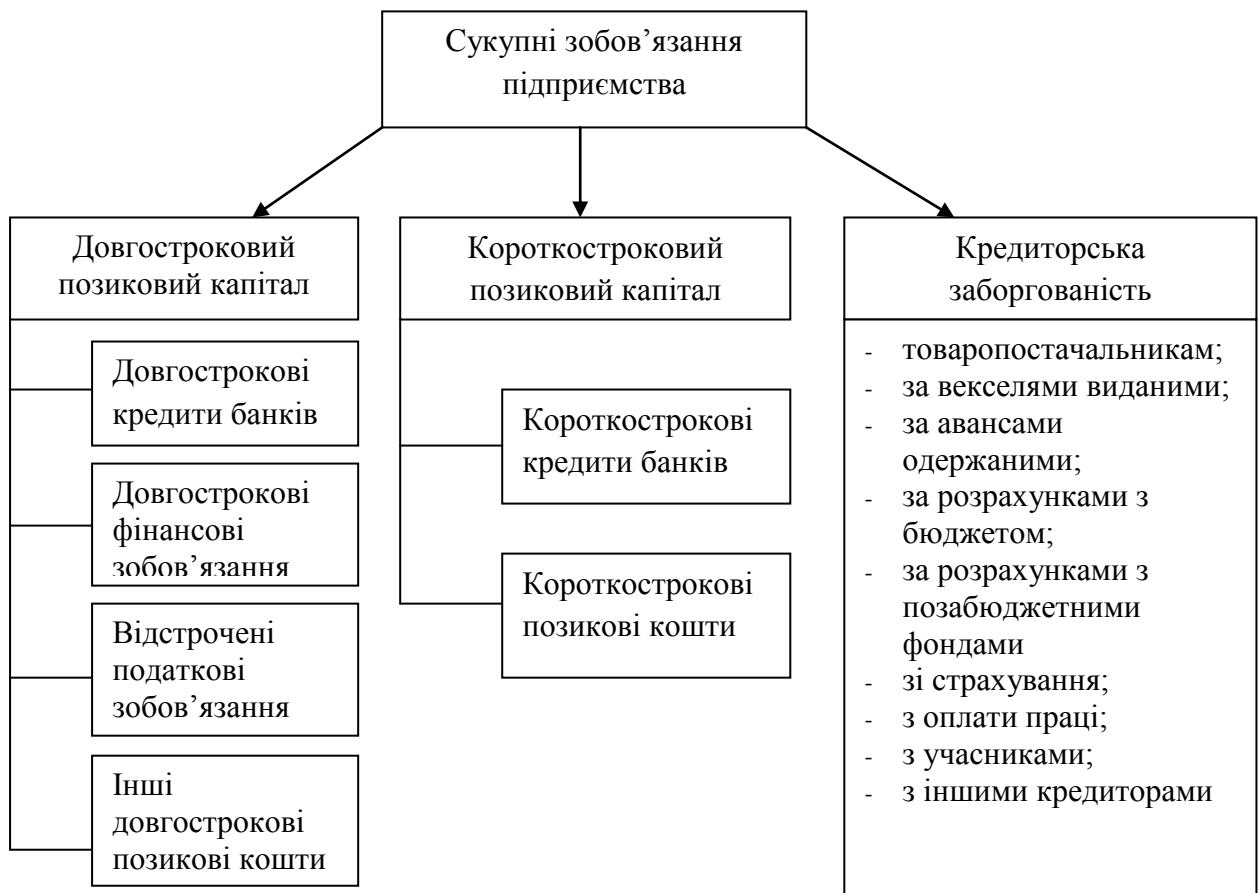 Сукупні зобов’язання
підприємства
Довгостроковий
позиковий капітал
Довгострокові
кредити банків
Довгострокові
фінансові
зобов’язання
Відстрочені
податкові
зобов’язання
Інші
довгострокові
позикові кошти
Короткостроковий
позиковий капітал
Короткострокові
кредити банків
Короткострокові
позикові кошти
Кредиторська
заборгованість
- товаропостачальникам;
- за векселями виданими;
- за авансами
одержаними;
- за розрахунками з
бюджетом;
- за розрахунками з
позабюджетними
фондами
- зі страхування;
- з оплати праці;
- з учасниками;
- з іншими кредиторами